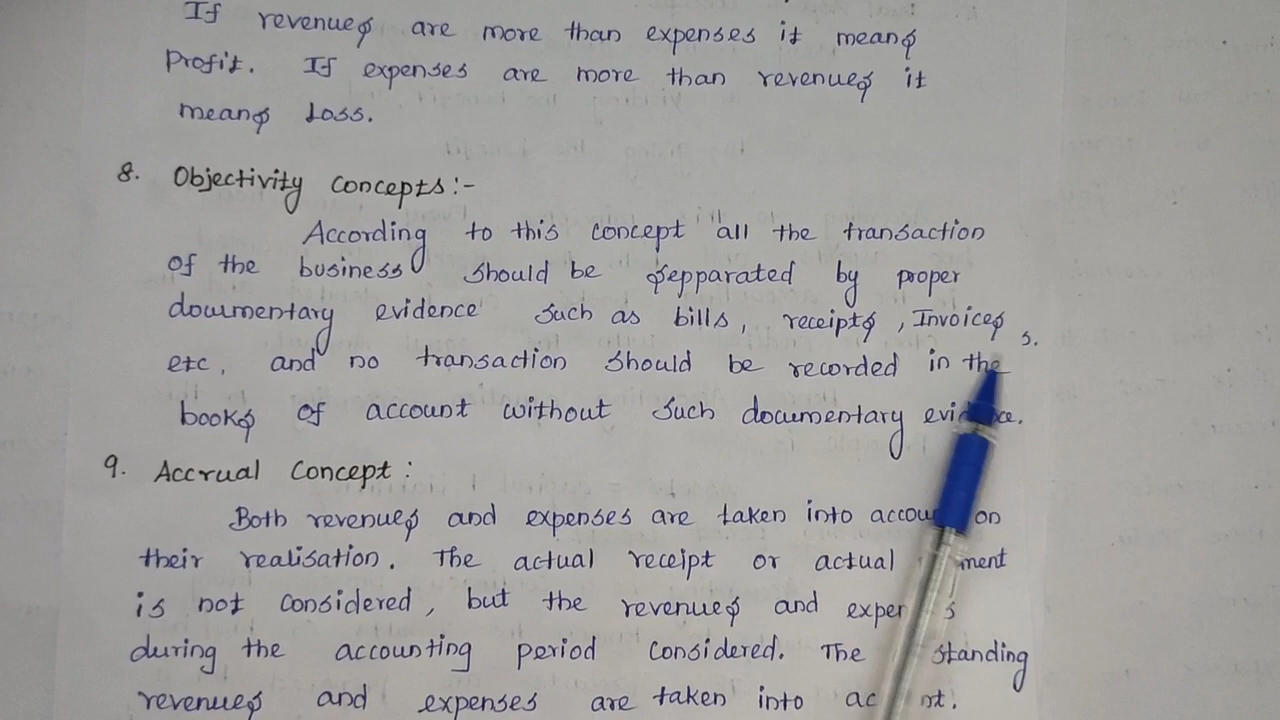 If revenues are more than expenses it means
Profit. If expenses are more than revenues it
means Loss.
8. Objectivity Concepts:-
According to this concept all the transaction
of the business should be sepparated by proper
documentary evidence such as bills, receipts, Invoices
etc, and no transaction should be recorded in the s.
books of account without such documentary
9. Accrual Concept:
Both revenues and expenses are taken into on
their realisation. The actual receipt or actual
is not considered, but the revenues and
during the accounting period considered. The
revenues and expenses are taken into